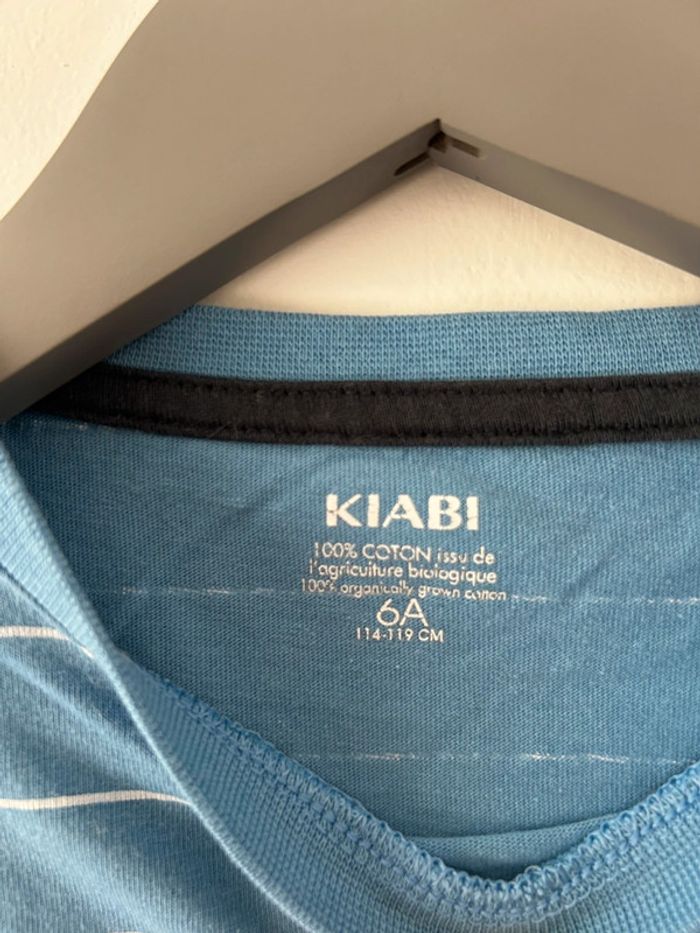 KIABI
100% COTON issu de
l'agriculture biologique
100% organically grown cotton
6A
114-119 CM